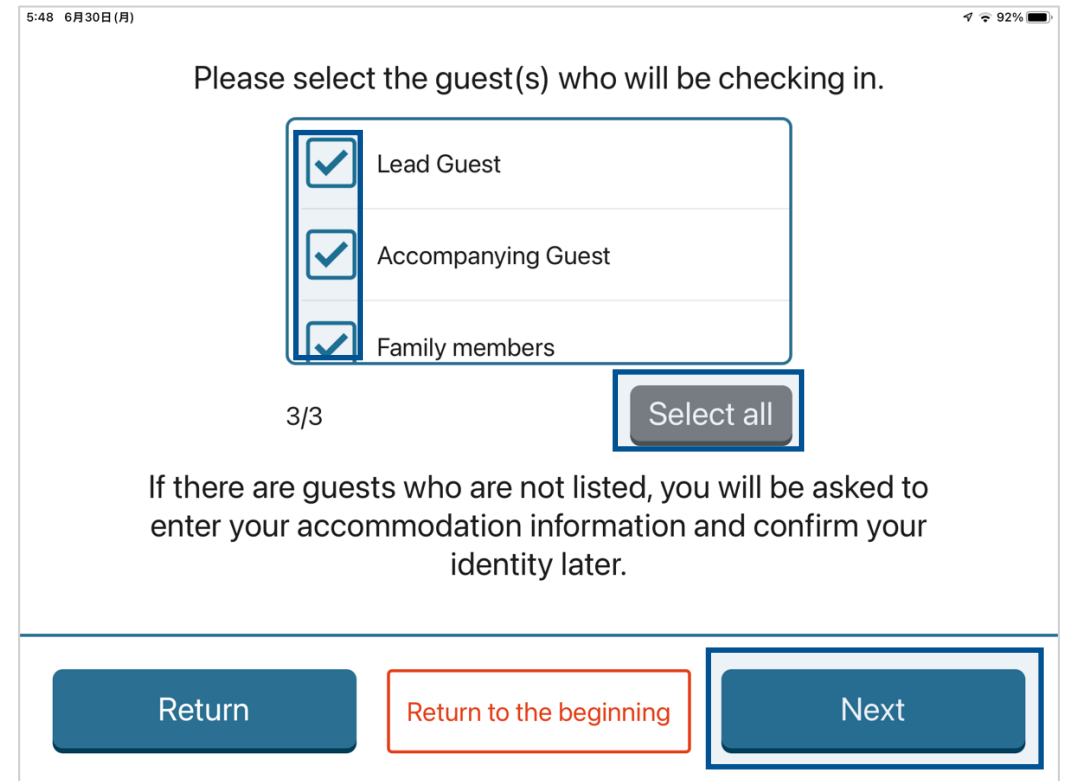 5:48 6月30日(月)
92%
Please select the guest(s) who will be checking in.
Lead Guest
Accompanying Guest
Family members
3/3
Select all
If there are guests who are not listed, you will be asked to
enter your accommodation information and confirm your
identity later.
Return
Return to the beginning
Next